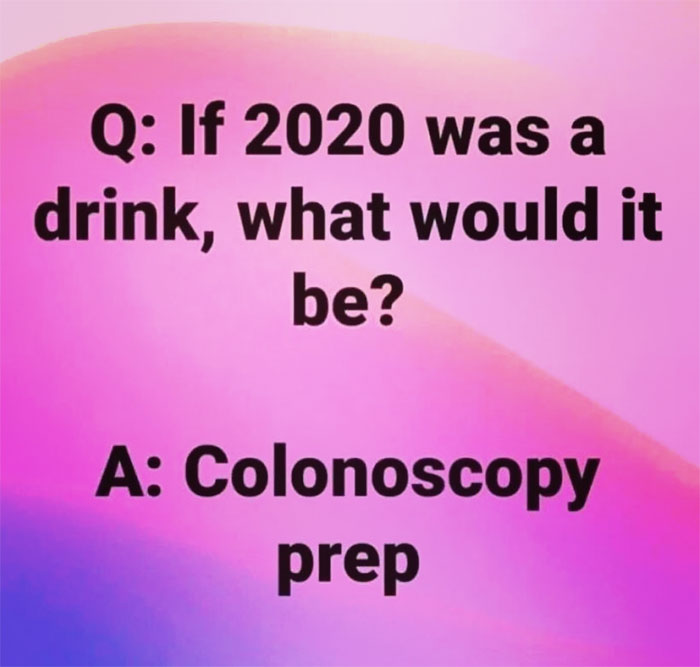 Q: If 2020 was a
drink, what would it
be?
A: Colonoscopy
prep